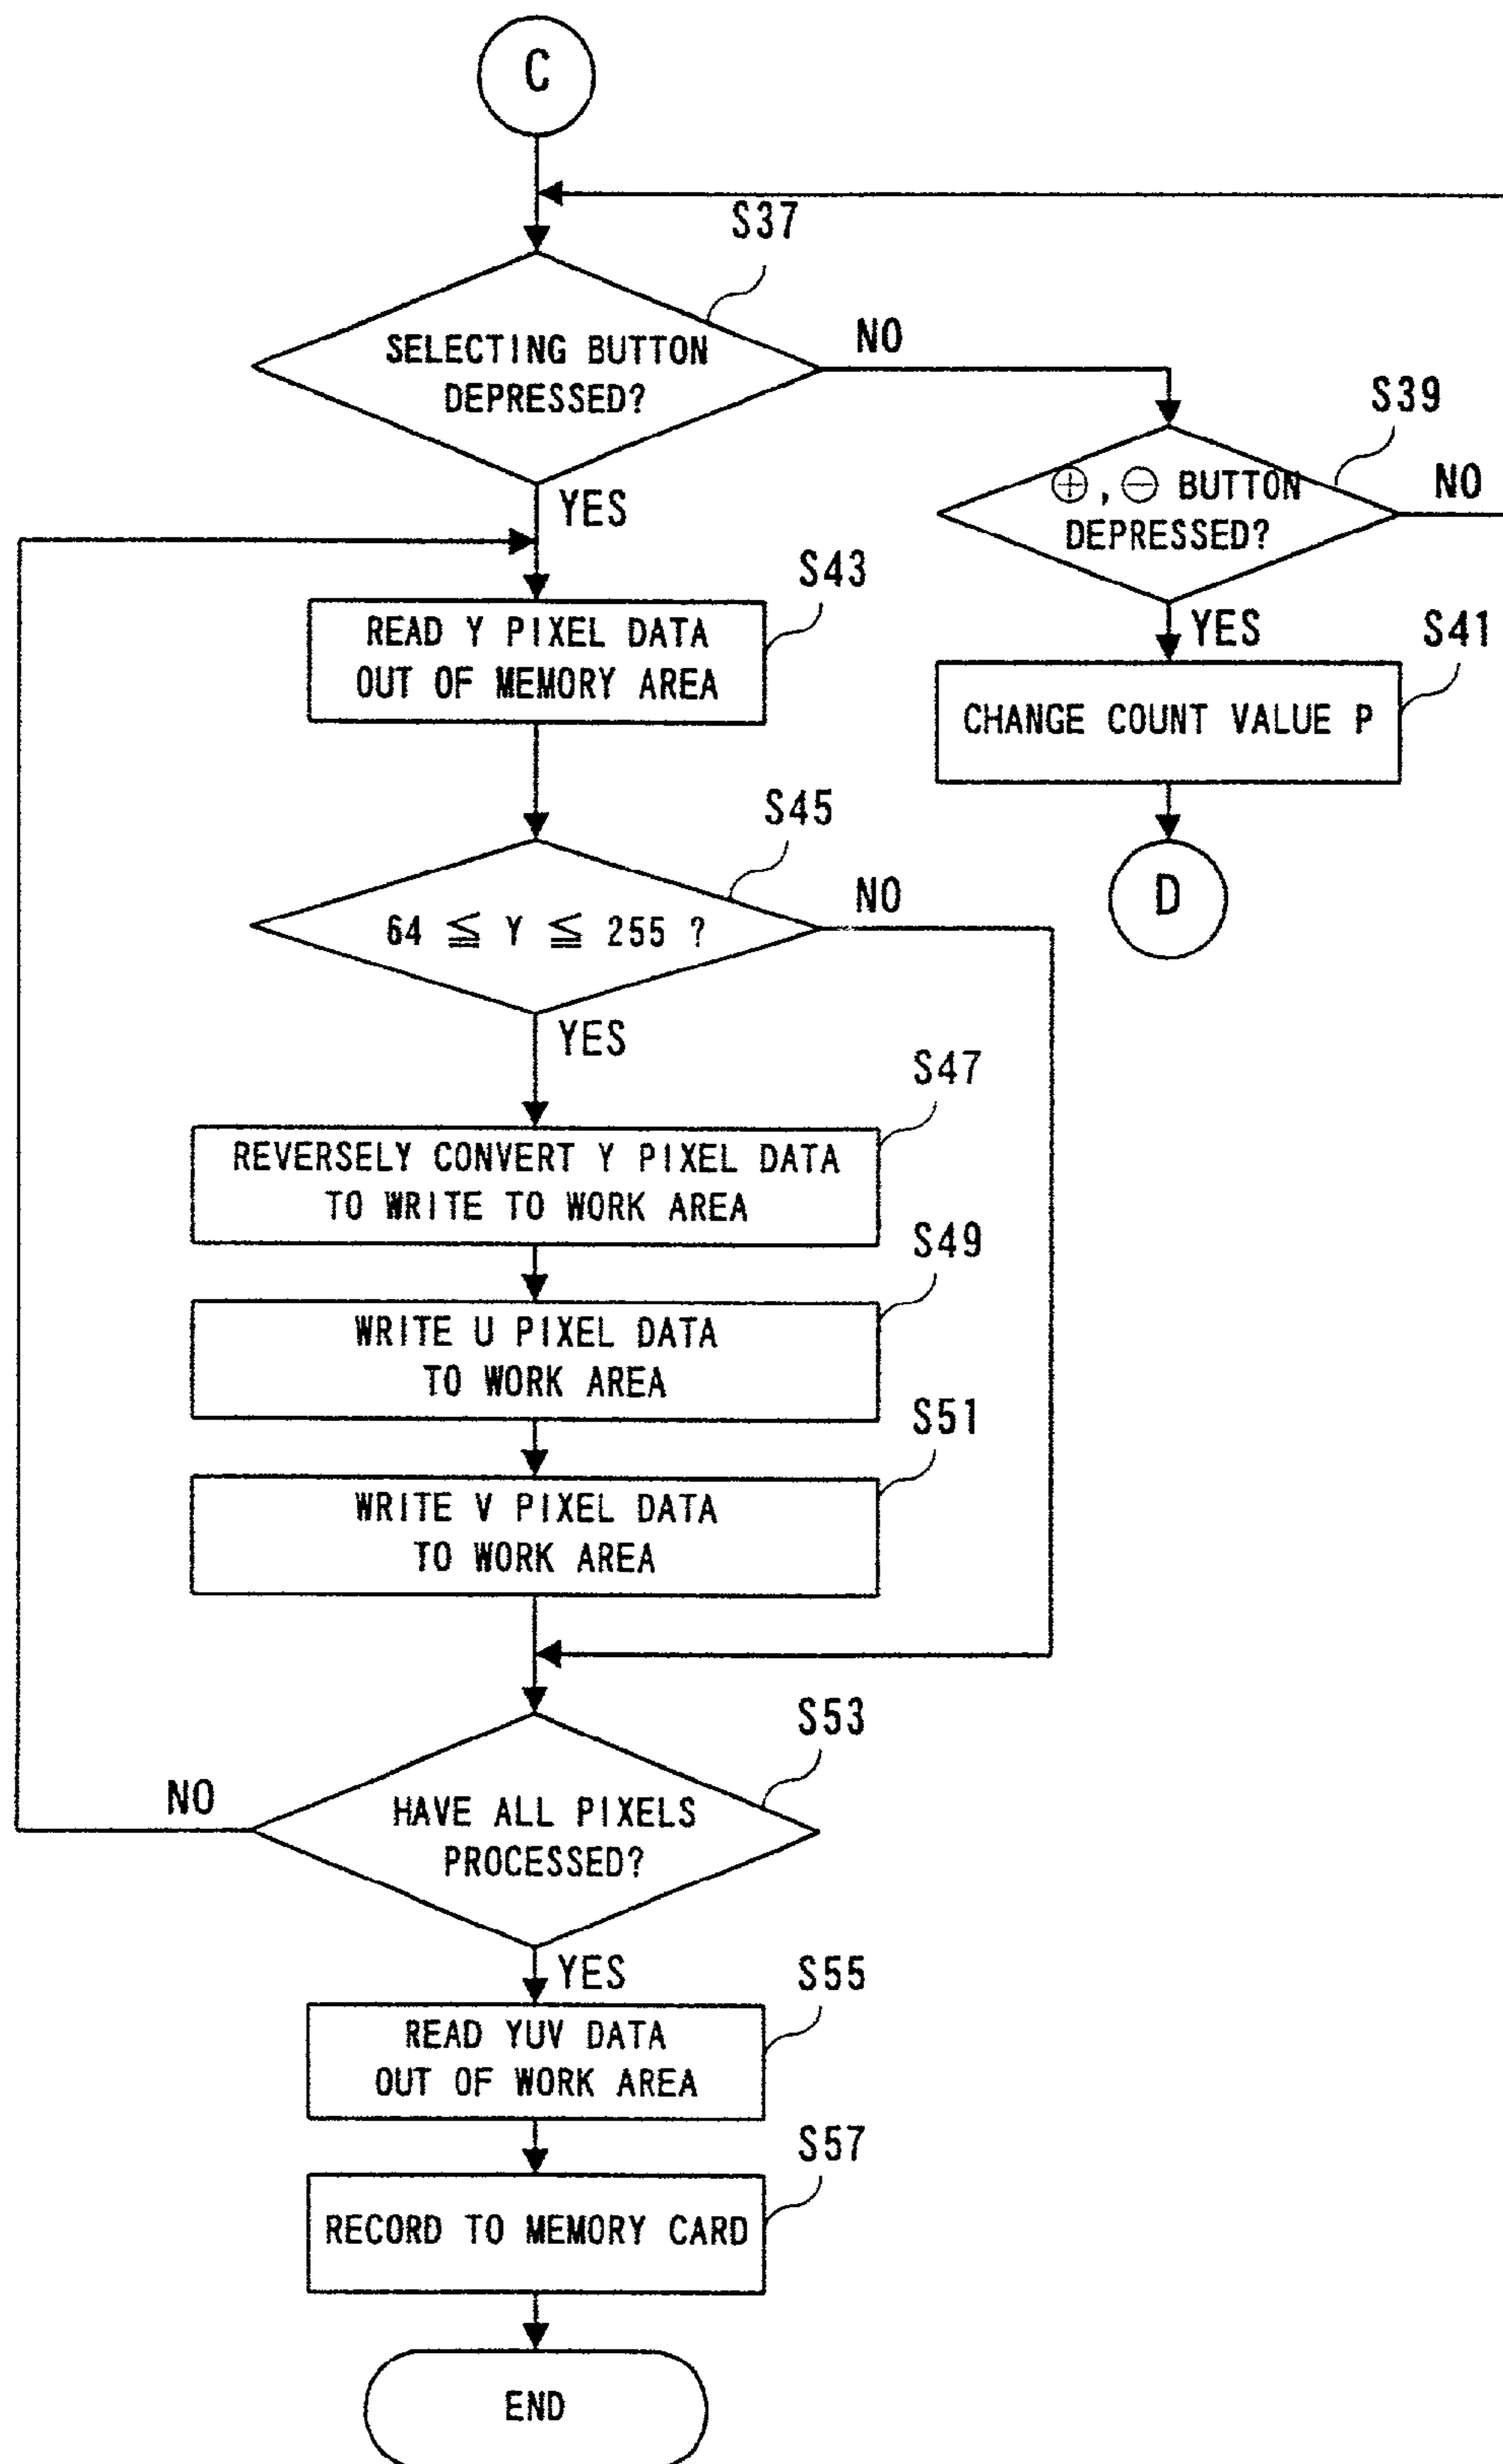 C
S37
SELECTING BUTTON
DEPRESSED?
NO
YES
S39
⊕, ⊖ BUTTON
DEPRESSED?
NO
YES
S41
CHANGE COUNT VALUE P
D
S43
READ Y PIXEL DATA
OUT OF MEMORY AREA
S45
64 ≦ Y ≦ 255 ?
NO
YES
S47
REVERSELY CONVERT Y PIXEL DATA
TO WRITE TO WORK AREA
S49
WRITE U PIXEL DATA
TO WORK AREA
S51
WRITE V PIXEL DATA
TO WORK AREA
S53
HAVE ALL PIXELS
PROCESSED?
NO
YES
S55
READ YUV DATA
OUT OF WORK AREA
S57
RECORD TO MEMORY CARD
END